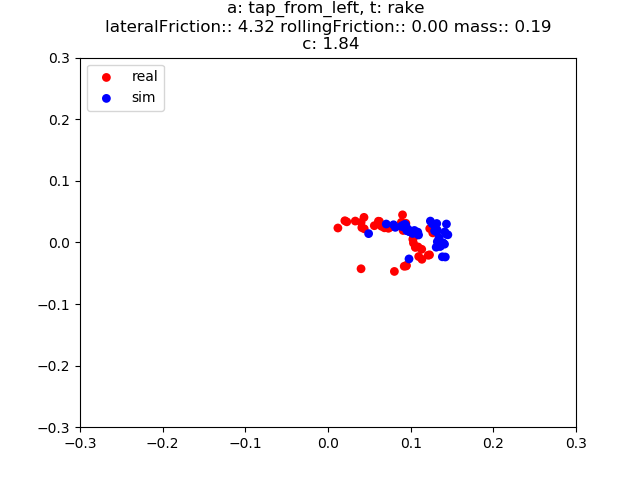 a: tap_from_left, t: rake
lateralFriction:: 4.32 rollingFriction:: 0.00 mass:: 0.19
c: 1.84
real
sim
0.3
0.2
0.1
0.0
−0.1
−0.2
−0.3
−0.3 −0.2 −0.1 0.0 0.1 0.2 0.3